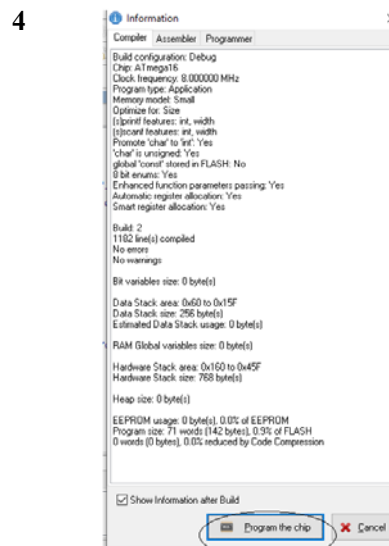 4
Information
Compiler Assembler Programmer
Build configuration: Debug
Chip: ATmega16
Clock frequency: 8.000000 MHz
Program type: Application
Memory model: Small
Optimize for: Size
(s)printf features: int, width
(s)scanf features: int, width
Promote 'char' to 'int': Yes
'char' is unsigned: Yes
global 'const' stored in FLASH: No
8 bit enums: Yes
Enhanced function parameters passing: Yes
Automatic register allocation: Yes
Smart register allocation: Yes
Build: 2
1182 line(s) compiled
No errors
No warnings
Bit variables size: 0 byte(s)
Data Stack area: 0x60 to 0x15F
Data Stack size: 256 byte(s)
Estimated Data Stack usage: 0 byte(s)
RAM Global variables size: 0 byte(s)
Hardware Stack area: 0x160 to 0x45F
Hardware Stack size: 768 byte(s)
Heap size: 0 byte(s)
EEPROM usage: 0 byte(s), 0.0% of EEPROM
Program size: 71 words (142 bytes), 0.9% of FLASH
0 words (0 bytes), 0.0% reduced by Code Compression
Show Information after Build
Program the chip
Cancel